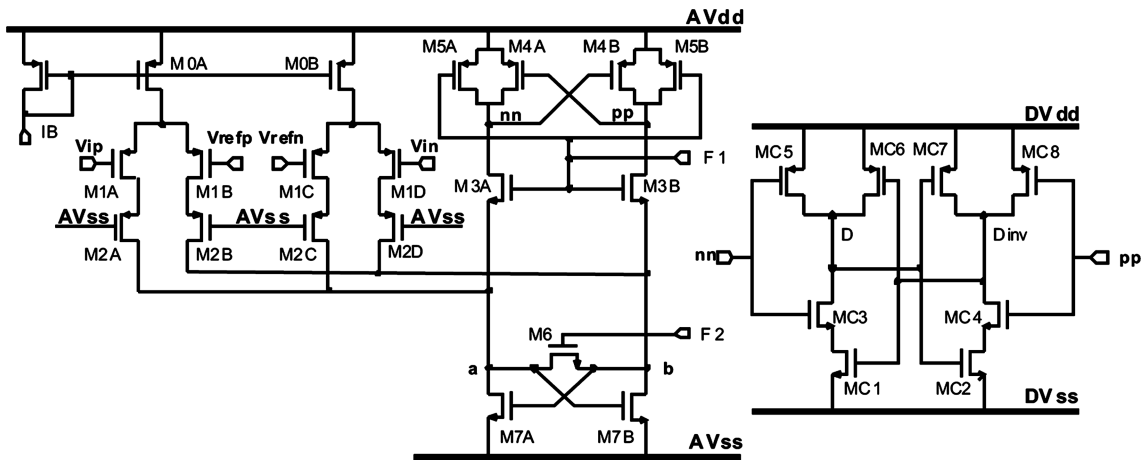 AVdd
M5A M4A M4B M5B
M0A M0B
IB
nn pp
DVdd
Vip Vrefp Vrefn Vin
F1
MC5 MC6 MC7 MC8
M1A M1B M1C M1D
M3A M3B
AVss AVss AVss
D Dinv
M2A M2B M2C M2D
nn pp
MC3 MC4
M6 F2
a b
MC1 MC2
DVss
M7A M7B
AVss